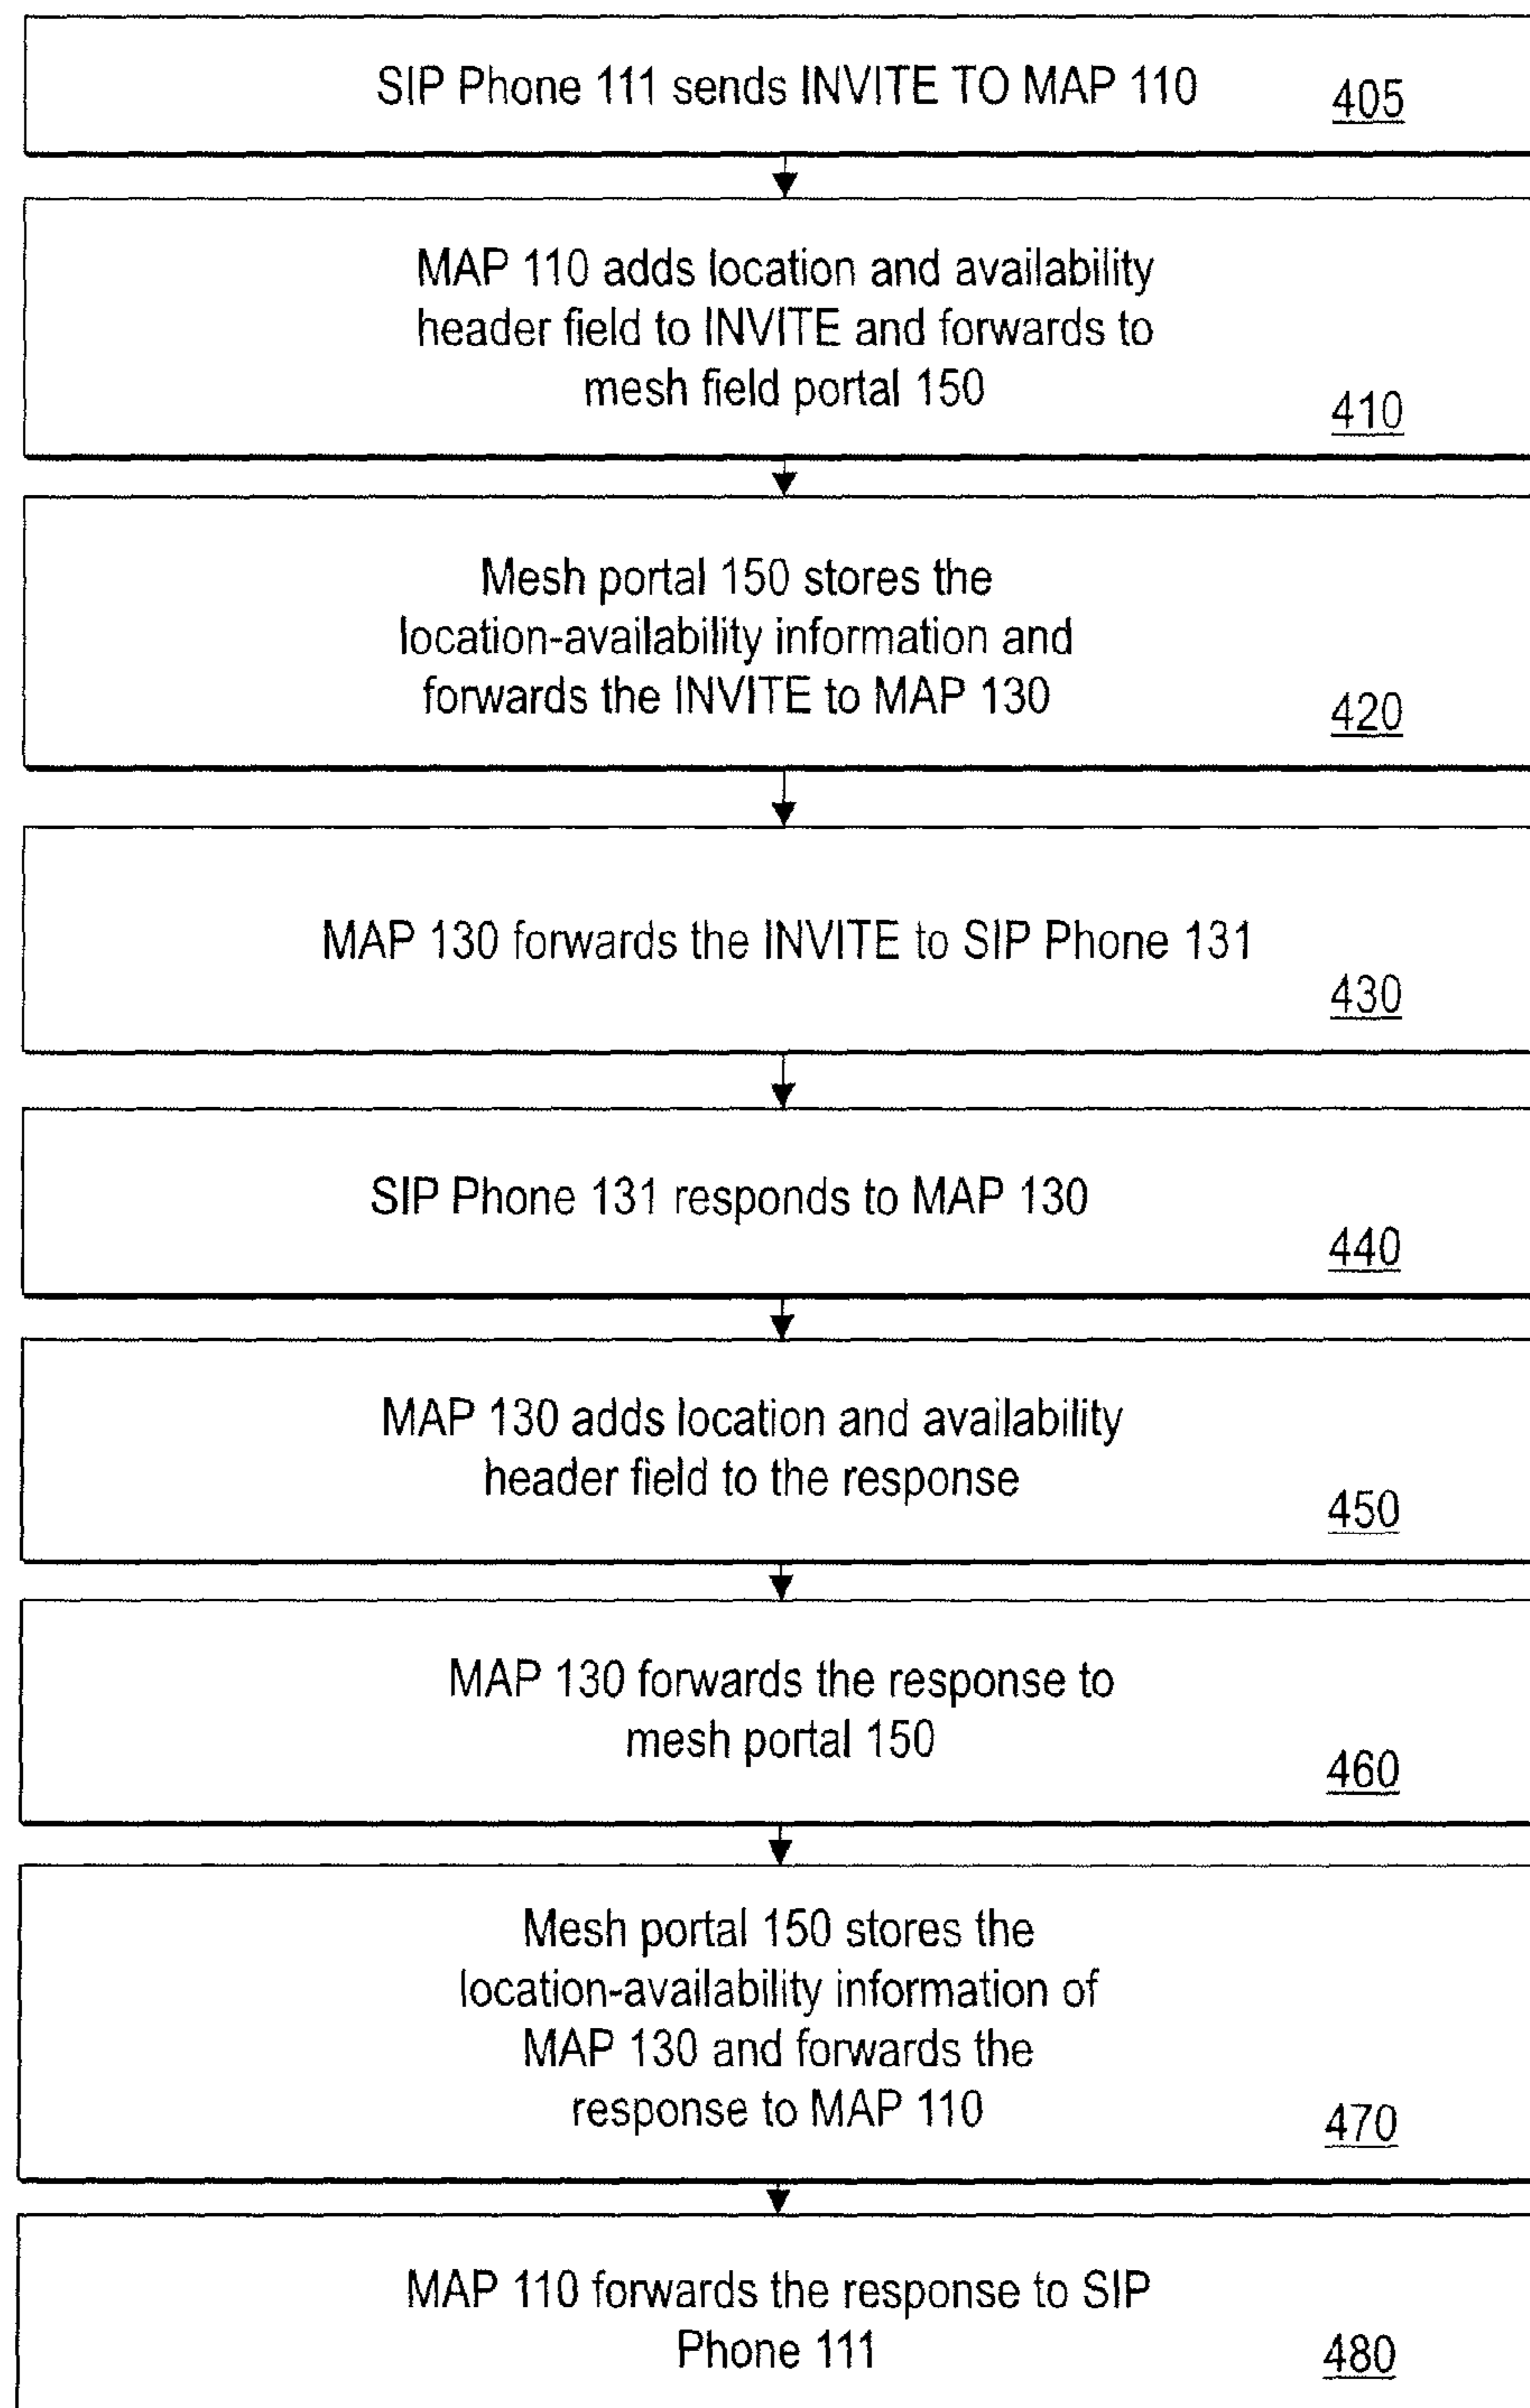 SIP Phone 111 sends INVITE TO MAP 110
405
MAP 110 adds location and availability
header field to INVITE and forwards to
mesh field portal 150
410
Mesh portal 150 stores the
location-availability information and
forwards the INVITE to MAP 130
420
MAP 130 forwards the INVITE to SIP Phone 131
430
SIP Phone 131 responds to MAP 130
440
MAP 130 adds location and availability
header field to the response
450
MAP 130 forwards the response to
mesh portal 150
460
Mesh portal 150 stores the
location-availability information of
MAP 130 and forwards the
response to MAP 110
470
MAP 110 forwards the response to SIP
Phone 111
480